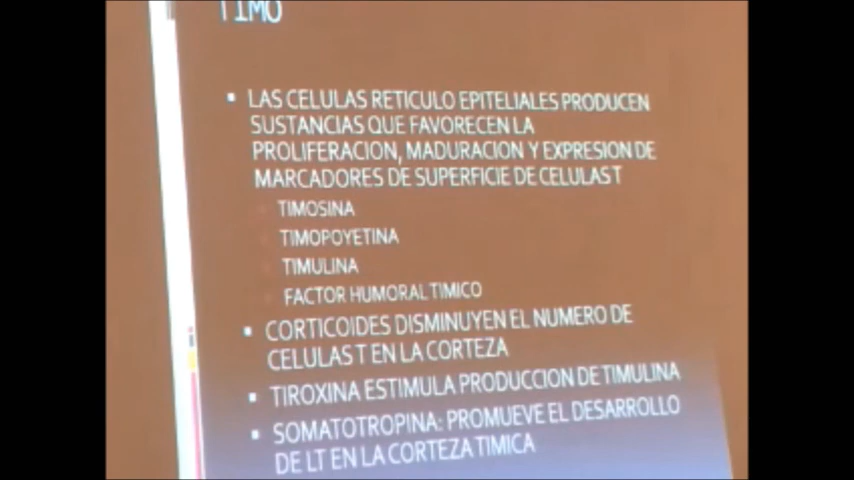 TIMO
▪ LAS CELULAS RETICULO EPITELIALES PRODUCEN
SUSTANCIAS QUE FAVORECEN LA
PROLIFERACION, MADURACION Y EXPRESION DE
MARCADORES DE SUPERFICIE DE CELULAS T
TIMOSINA
TIMOPOYETINA
TIMULINA
FACTOR HUMORAL TIMICO
▪ CORTICOIDES DISMINUYEN EL NUMERO DE
CELULAS T EN LA CORTEZA
▪ TIROXINA ESTIMULA PRODUCCION DE TIMULINA
▪ SOMATOTROPINA: PROMUEVE EL DESARROLLO
DE LT EN LA CORTEZA TIMICA